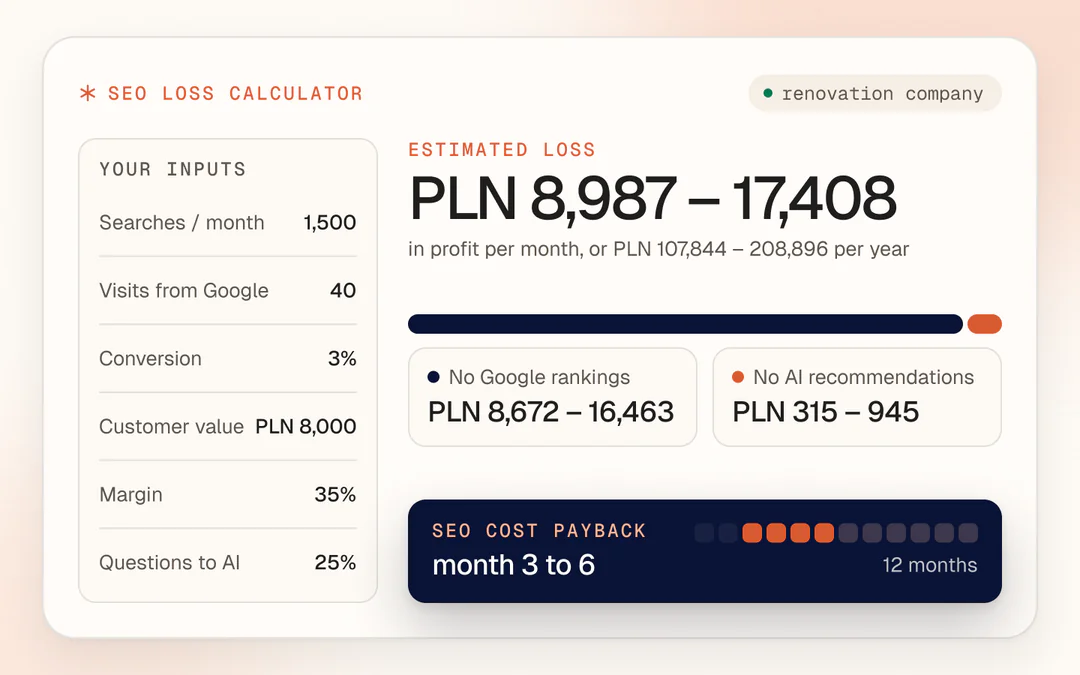 SEO LOSS CALCULATOR
renovation company
YOUR INPUTS
Searches / month 1,500
Visits from Google 40
Conversion 3%
Customer value PLN 8,000
Margin 35%
Questions to AI 25%
ESTIMATED LOSS
PLN 8,987 – 17,408
in profit per month, or PLN 107,844 – 208,896 per year
No Google rankings
PLN 8,672 – 16,463
No AI recommendations
PLN 315 – 945
SEO COST PAYBACK
month 3 to 6
12 months